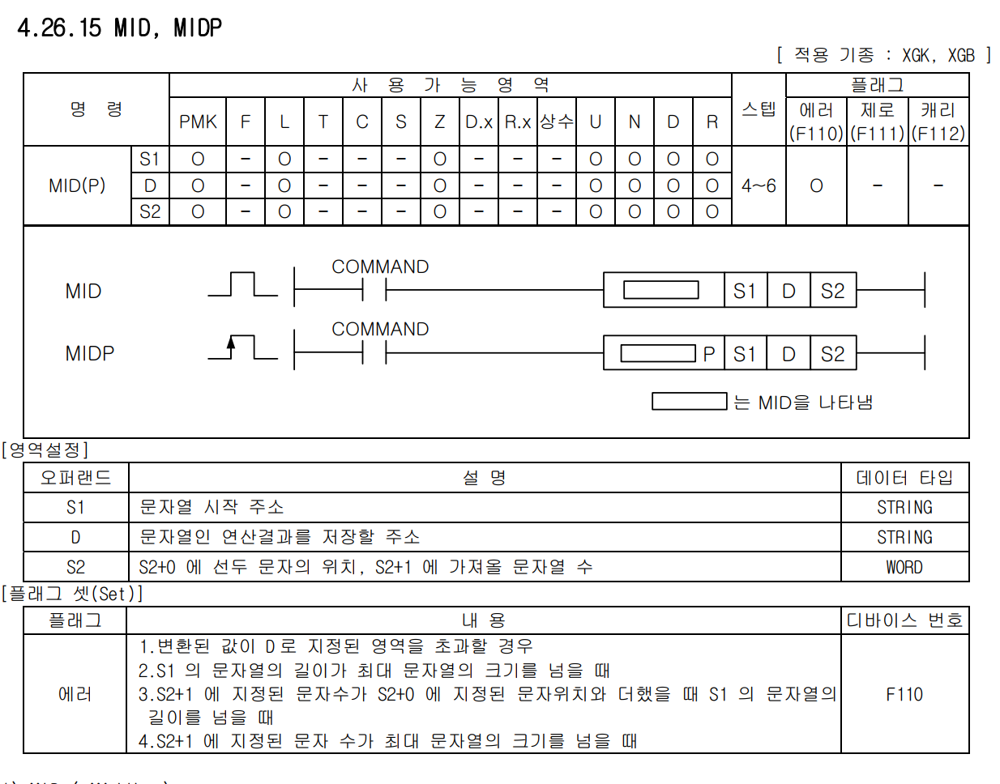 4.26.15 MID, MIDP
[ 적용 기종 : XGK, XGB ]
명 령 사 용 가 능 영 역 스텝 플래그
PMK F L T C S Z D.x R.x 상수 U N D R 에러 (F110) 제로 (F111) 캐리 (F112)
MID(P) S1 O - O - - - O - - - O O O O 4~6 O - -
D O - O - - - O - - - O O O O
S2 O - O - - - O - - - O O O O
COMMAND
MID S1 D S2
COMMAND
MIDP P S1 D S2
는 MID을 나타냄
[영역설정]
오퍼랜드 설 명 데이터 타입
S1 문자열 시작 주소 STRING
D 문자열인 연산결과를 저장할 주소 STRING
S2 S2+0 에 선두 문자의 위치, S2+1 에 가져올 문자열 수 WORD
[플래그 셋(Set)]
플래그 내 용 디바이스 번호
에러 1.변환된 값이 D로 지정된 영역을 초과할 경우 F110
2.S1 의 문자열의 길이가 최대 문자열의 크기를 넘을 때
3.S2+1 에 지정된 문자수가 S2+0 에 지정된 문자위치와 더했을 때 S1 의 문자열의
길이를 넘을 때
4.S2+1 에 지정된 문자 수가 최대 문자열의 크기를 넘을 때